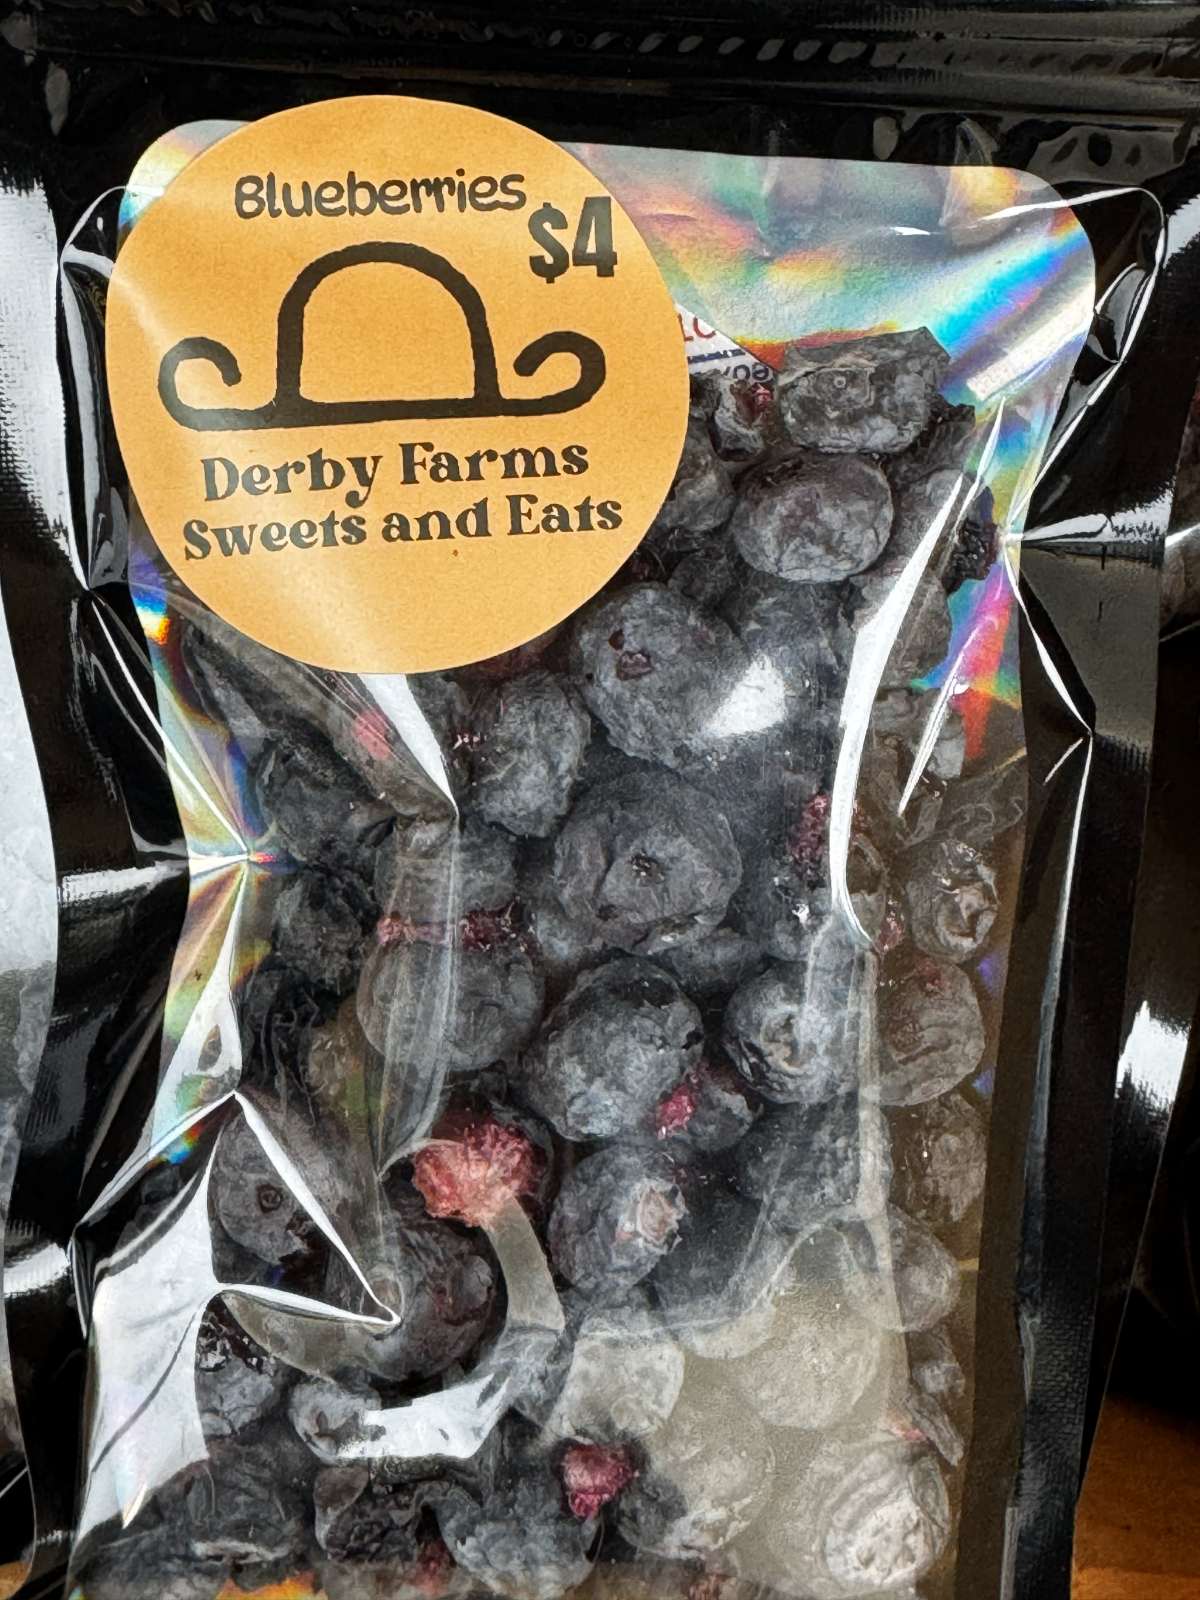 Blueberries
$4
Derby Farms
Sweets and Eats